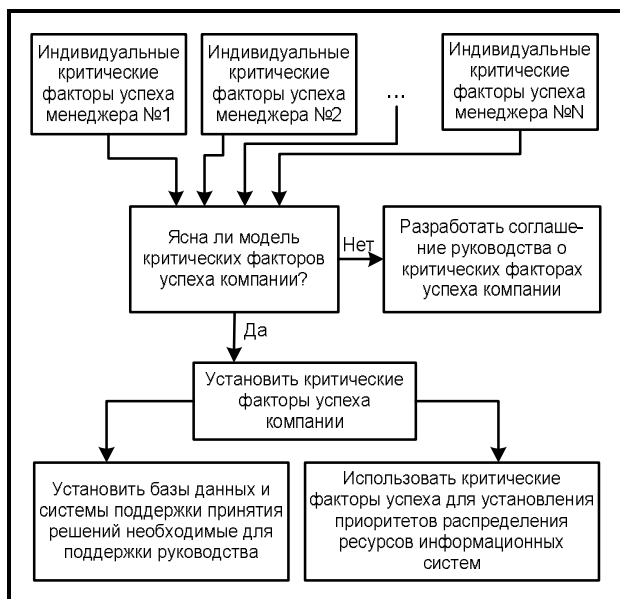 Индивидуальные
критические
факторы успеха
менеджера №1
Индивидуальные
критические
факторы успеха
менеджера №2
...
Индивидуальные
критические
факторы успеха
менеджера №N
Ясна ли модель
критических факторов
успеха компании?
Нет
Разработать соглаше-
ние руководства о
критических факторах
успеха компании
Да
Установить критические
факторы успеха
компании
Установить базы данных и
системы поддержки принятия
решений необходимые для
поддержки руководства
Использовать критические
факторы успеха для установления
приоритетов распределения
ресурсов информационных
систем